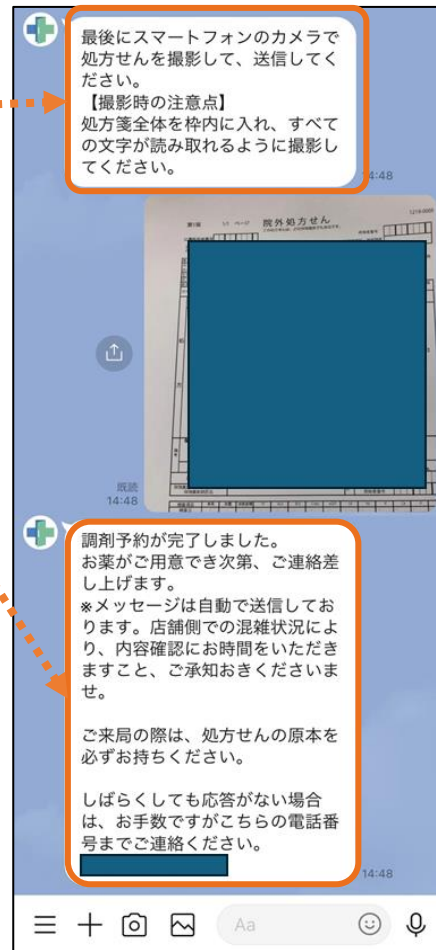 最後にスマートフォンのカメラで
処方せんを撮影して、送信してく
ださい。
【撮影時の注意点】
処方箋全体を枠内に入れ、すべて
の文字が読み取れるように撮影し
てください。
14:48
第1回 1/1 ページ 院外処方せん
既読
14:48
調剤予約が完了しました。
お薬がご用意でき次第、ご連絡差
し上げます。
※メッセージは自動で送信してお
ります。店舗側での混雑状況によ
り、内容確認にお時間をいただき
ますこと、ご承知おきくださいま
せ。
ご来局の際は、処方せんの原本を
必ずお持ちください。
しばらくしても応答がない場合
は、お手数ですがこちらの電話番
号までご連絡ください。
14:48
Aa